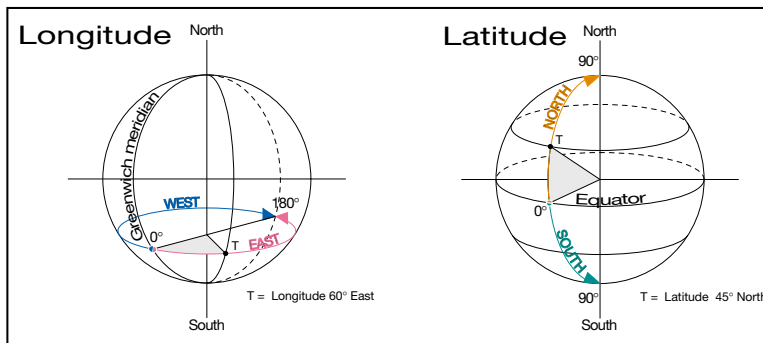 Longitude
North
Greenwich meridian
WEST
180°
0°
T
EAST
T = Longitude 60° East
South
Latitude
North
90°
NORTH
T
0°
Equator
SOUTH
90°
T = Latitude 45° North
South